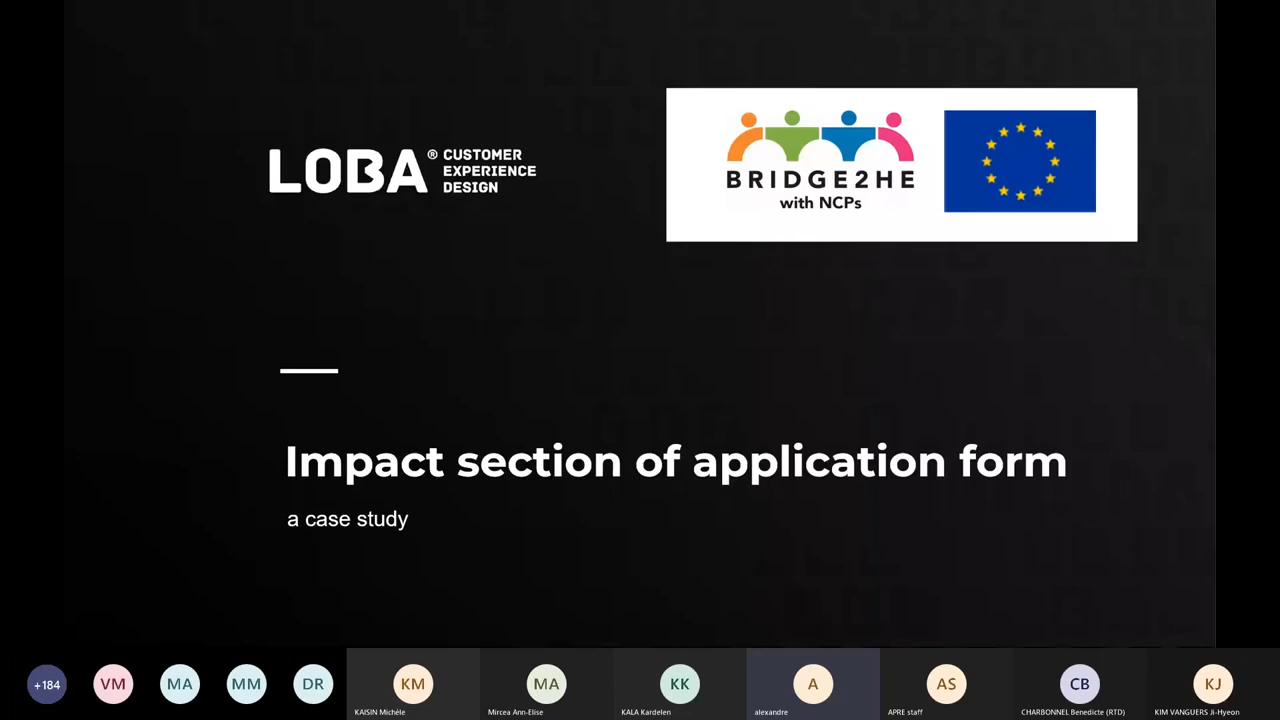 LOBA® CUSTOMER
EXPERIENCE
DESIGN
BRIDGE2HE
with NCPs
Impact section of application form
a case study
+184
VM
MA
MM
DR
KM
KAISIN Michèle
MA
Mircea Ann-Elise
KK
KALA Kardelen
A
alexandre
AS
APRE staff
CB
CHARBONNEL Benedicte (RTD)
KJ
KIM VANGUERS Ji-Hyeon